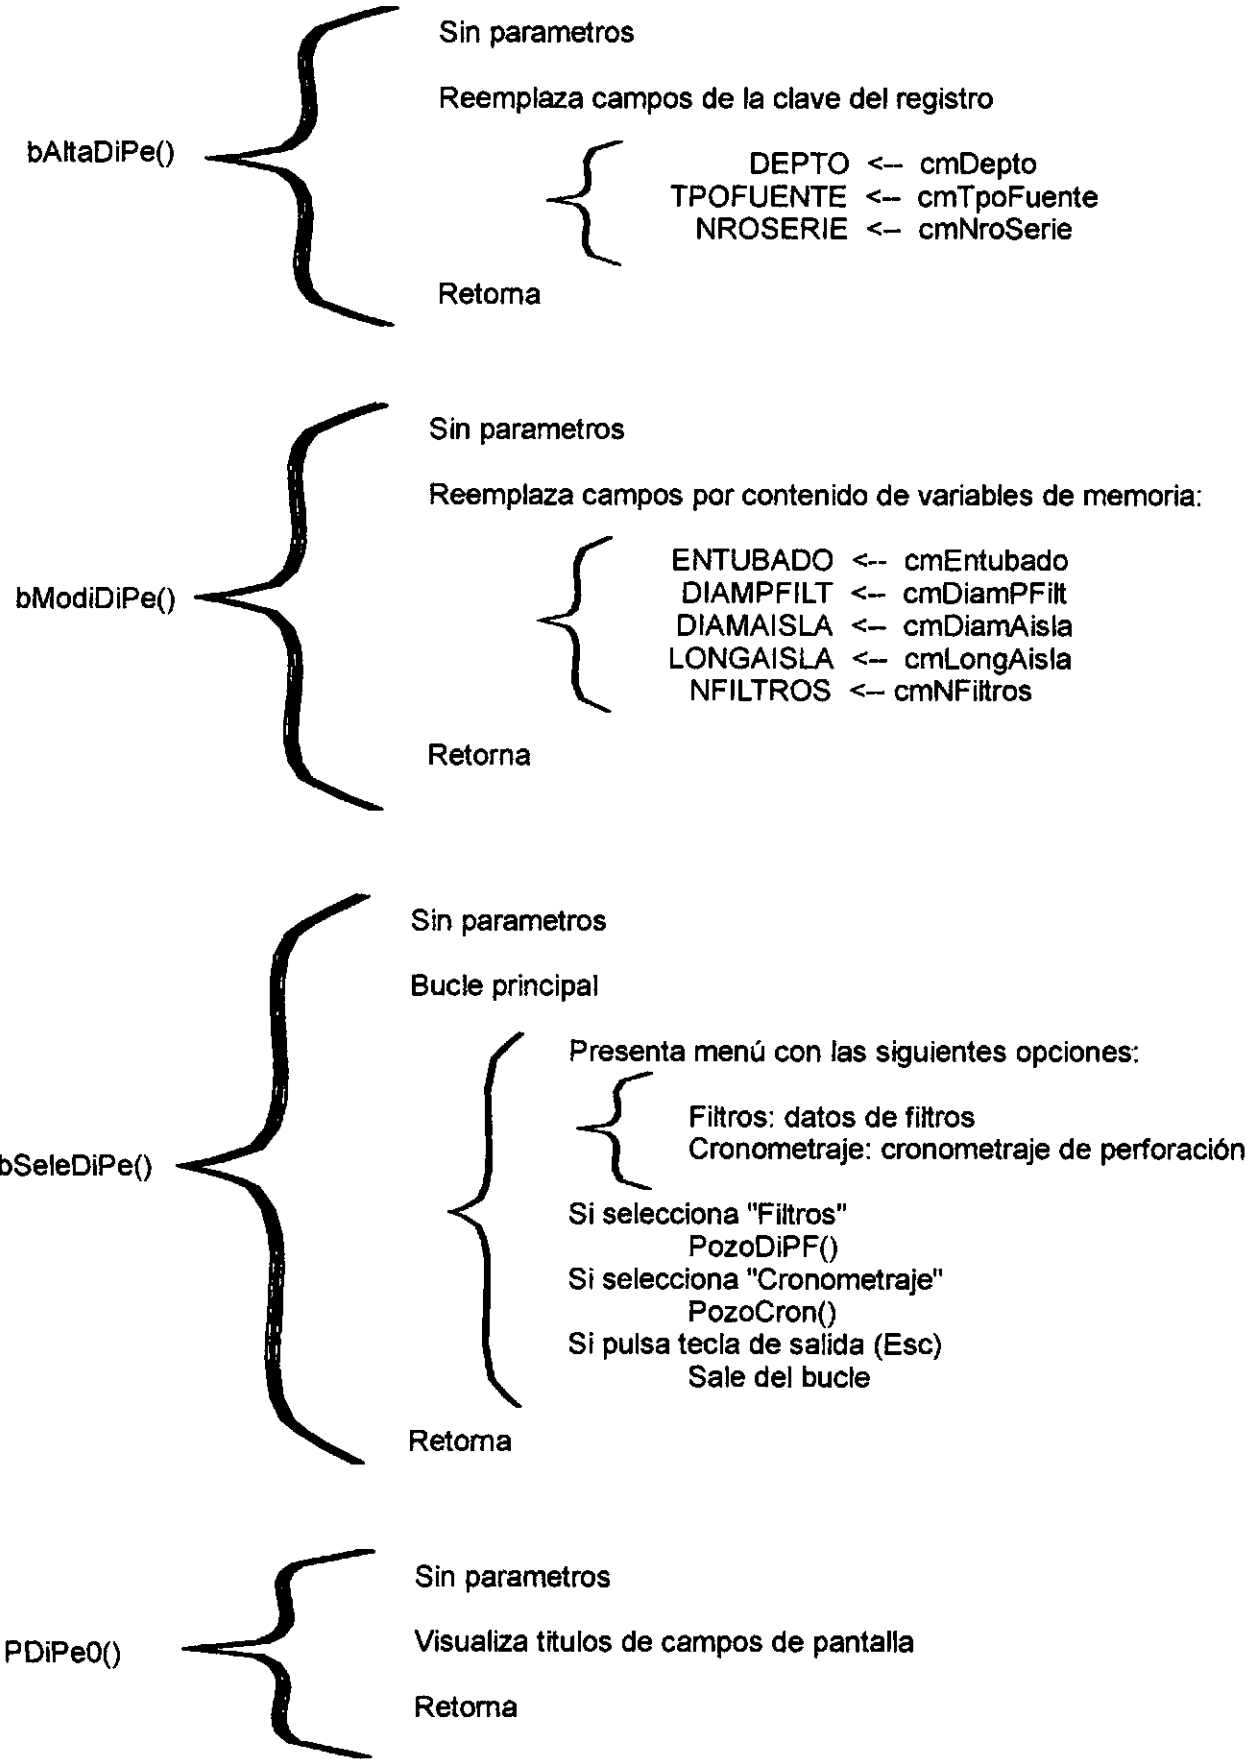 Sin parametros
Reemplaza campos de la clave del registro
bAltaDiPe()
DEPTO <-- cmDepto
TPOFUENTE <-- cmTpoFuente
NROSERIE <-- cmNroSerie
Retorna
Sin parametros
Reemplaza campos por contenido de variables de memoria:
bModiDiPe()
ENTUBADO <-- cmEntubado
DIAMPFILT <-- cmDiamPFilt
DIAMAISLA <-- cmDiamAisla
LONGAISLA <-- cmLongAisla
NFILTROS <-- cmNFiltros
Retorna
Sin parametros
Bucle principal
Presenta menú con las siguientes opciones:
Filtros: datos de filtros
Cronometraje: cronometraje de perforación
bSeleDiPe()
Si selecciona "Filtros"
PozoDiPF()
Si selecciona "Cronometraje"
PozoCron()
Si pulsa tecla de salida (Esc)
Sale del bucle
Retorna
Sin parametros
PDiPe0()
Visualiza titulos de campos de pantalla
Retorna